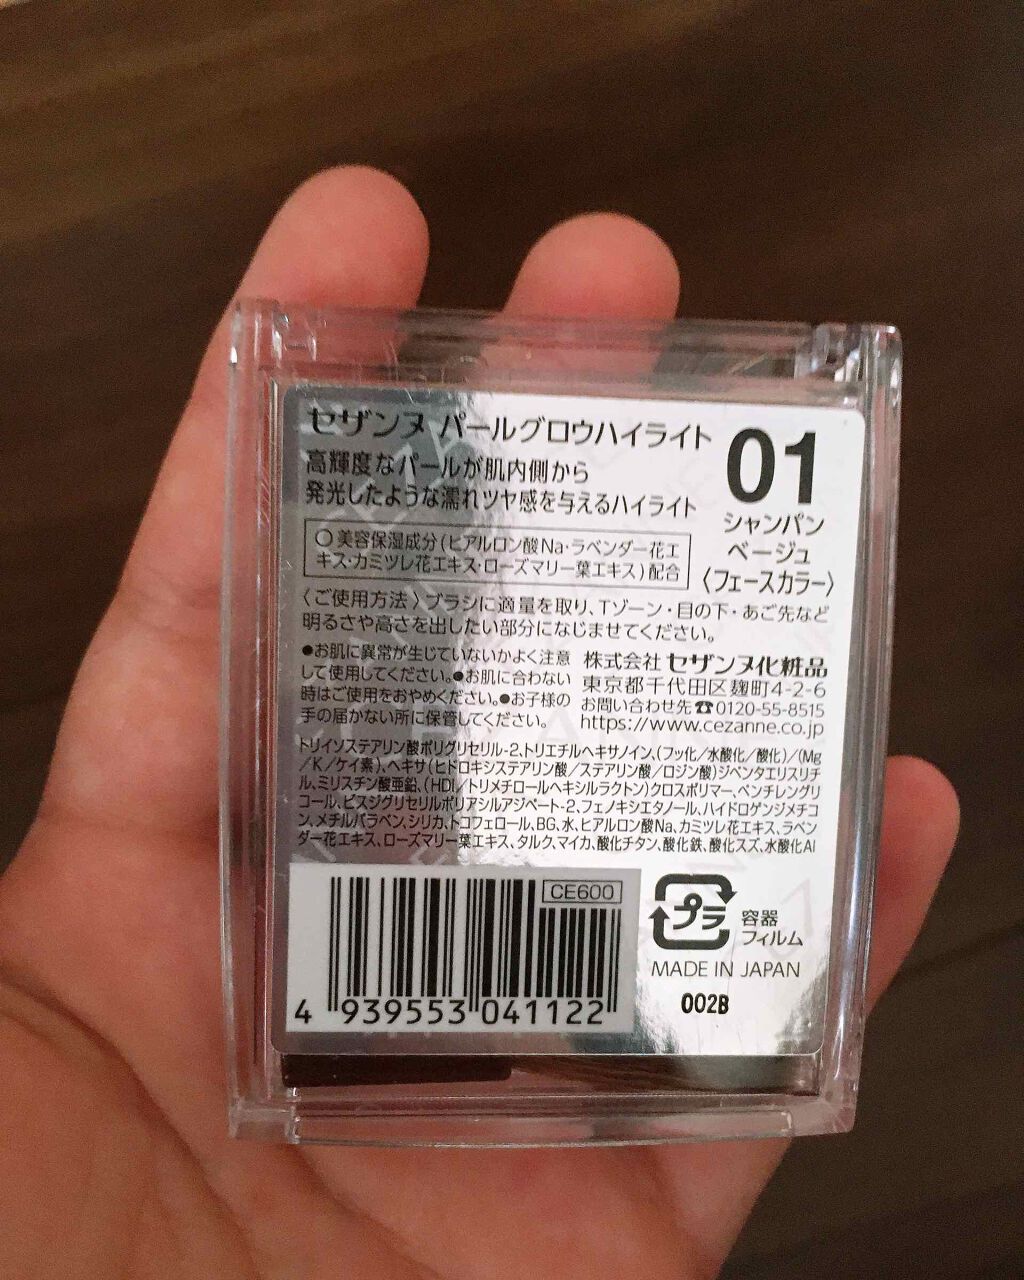 セザンヌ パールグロウハイライト
高輝度なパールが肌内側から
発光したような濡れツヤ感を与えるハイライト
01
シャンパン
ベージュ
〈フェースカラー〉
○美容保湿成分(ヒアルロン酸Na・ラベンダー花エ
キス・カミツレ花エキス・ローズマリー葉エキス)配合
〈ご使用方法〉ブラシに適量を取り、Tゾーン・目の下・あご先など
明るさや高さを出したい部分になじませてください。
●お肌に異常が生じていないかよく注意
して使用してください。●お肌に合わない
時はご使用をおやめください。●お子様の
手の届かない所に保管してください。
株式会社 セザンヌ化粧品
東京都千代田区麹町4-2-6
お問い合わせ先☎0120-55-8515
https://www.cezanne.co.jp
トリイソステアリン酸ポリグリセリル-2、トリエチルヘキサノイン、(フッ化/水酸化/酸化)/(Mg
/K/ケイ素)、ヘキサ(ヒドロキシステアリン酸/ステアリン酸/ロジン酸)ジペンタエリスリチ
ル、ミリスチン酸亜鉛、(HDI/トリメチロールヘキシルラクトン)クロスポリマー、ペンチレングリ
コール、ビスジグリセリルポリアシルアジペート-2、フェノキシエタノール、ハイドロゲンジメチコ
ン、メチルパラベン、シリカ、トコフェロール、BG、水、ヒアルロン酸Na、カミツレ花エキス、ラベン
ダー花エキス、ローズマリー葉エキス、タルク、マイカ、酸化チタン、酸化鉄、酸化スズ、水酸化Al
CE600
4 939553 041122
プラ
容器
フィルム
MADE IN JAPAN
002B